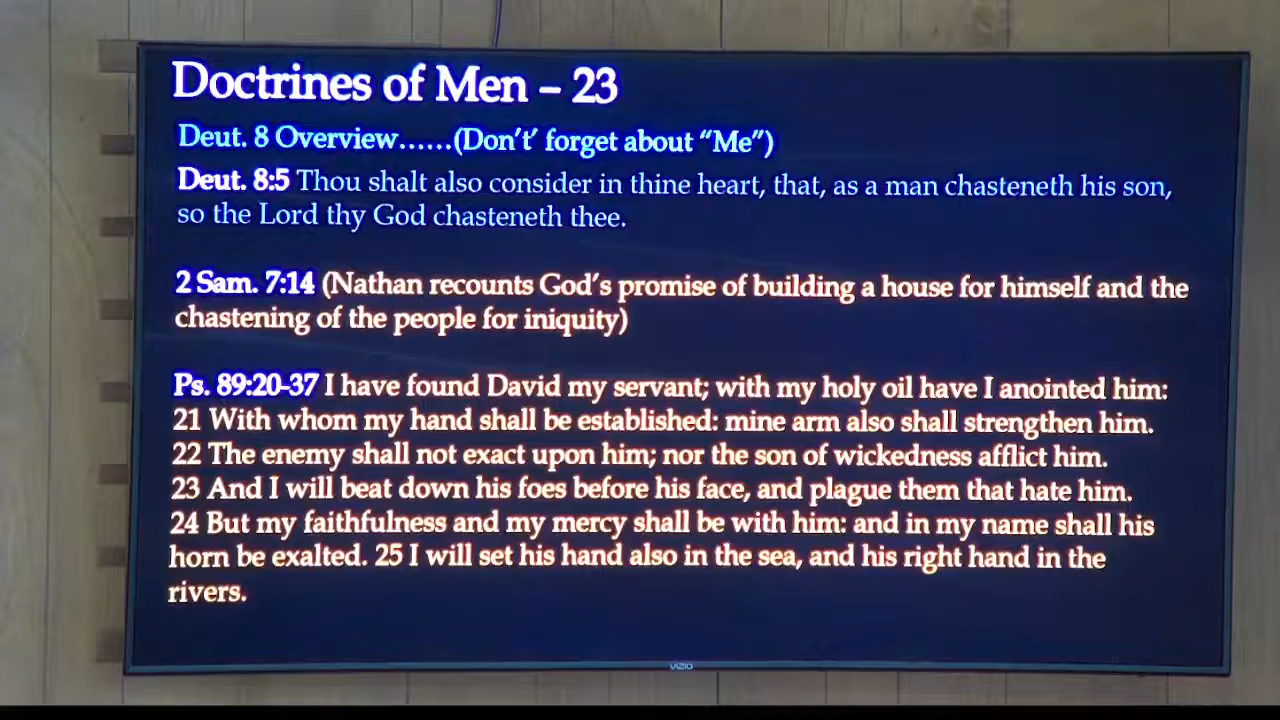 Doctrines of Men – 23
Deut. 8 Overview……(Don't' forget about “Me”)
Deut. 8:5 Thou shalt also consider in thine heart, that, as a man chasteneth his son,
so the Lord thy God chasteneth thee.
2 Sam. 7:14 (Nathan recounts God's promise of building a house for himself and the
chastening of the people for iniquity)
Ps. 89:20-37 I have found David my servant; with my holy oil have I anointed him:
21 With whom my hand shall be established: mine arm also shall strengthen him.
22 The enemy shall not exact upon him; nor the son of wickedness afflict him.
23 And I will beat down his foes before his face, and plague them that hate him.
24 But my faithfulness and my mercy shall be with him: and in my name shall his
horn be exalted. 25 I will set his hand also in the sea, and his right hand in the
rivers.
VIZIO